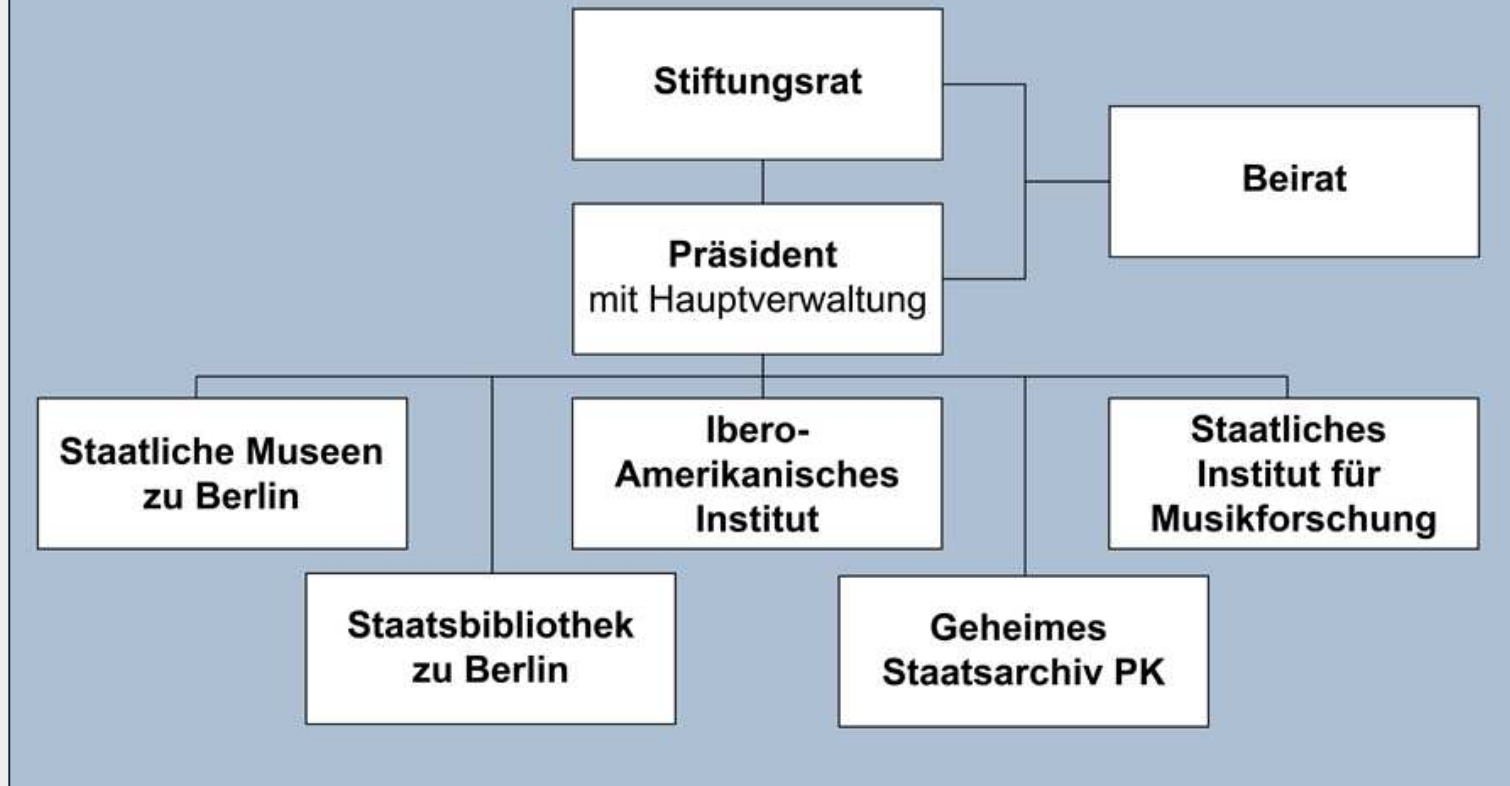 Stiftungsrat
Beirat
Präsident
mit Hauptverwaltung
Staatliche Museen
zu Berlin
Ibero-
Amerikanisches
Institut
Staatliches
Institut für
Musikforschung
Staatsbibliothek
zu Berlin
Geheimes
Staatsarchiv PK